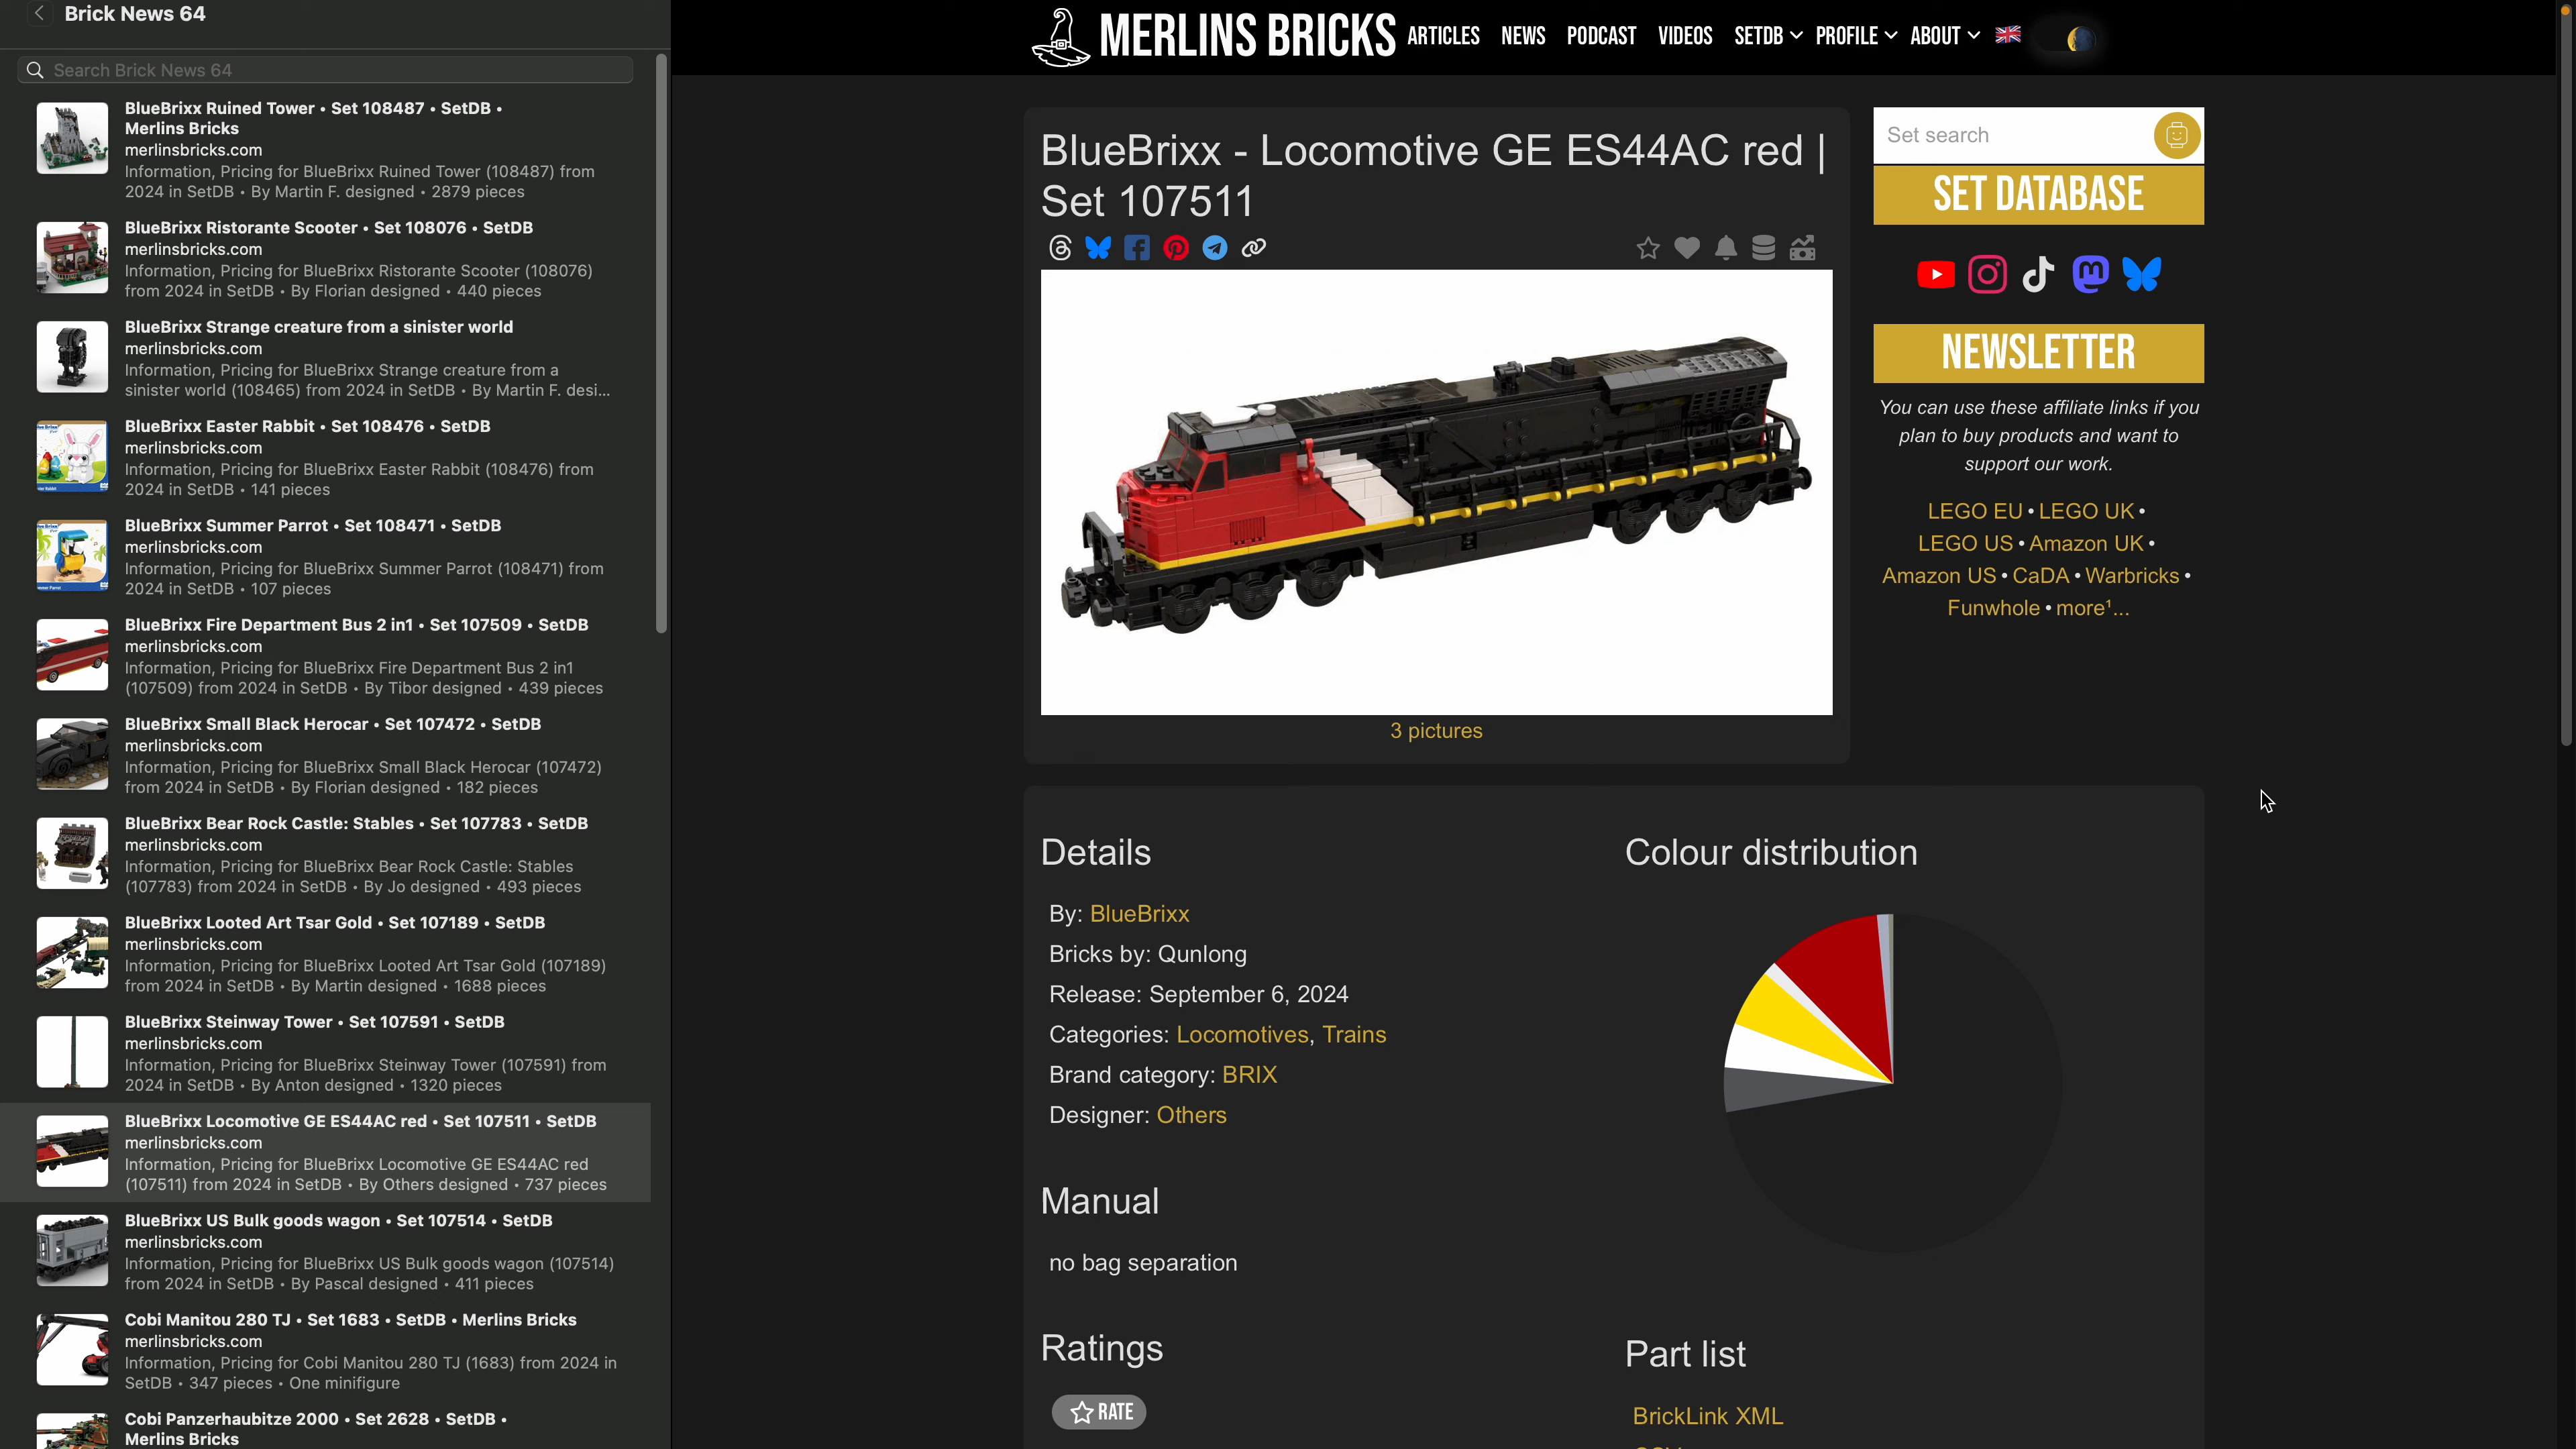 Brick News 64
Search Brick News 64
BlueBrixx Ruined Tower • Set 108487 • SetDB •
Merlins Bricks
merlinsbricks.com
Information, Pricing for BlueBrixx Ruined Tower (108487) from
2024 in SetDB • By Martin F. designed • 2879 pieces
BlueBrixx Ristorante Scooter • Set 108076 • SetDB
merlinsbricks.com
Information, Pricing for BlueBrixx Ristorante Scooter (108076)
from 2024 in SetDB • By Florian designed • 440 pieces
BlueBrixx Strange creature from a sinister world
merlinsbricks.com
Information, Pricing for BlueBrixx Strange creature from a
sinister world (108465) from 2024 in SetDB • By Martin F. desi...
BlueBrixx Easter Rabbit • Set 108476 • SetDB
merlinsbricks.com
Information, Pricing for BlueBrixx Easter Rabbit (108476) from
2024 in SetDB • 141 pieces
BlueBrixx Summer Parrot • Set 108471 • SetDB
merlinsbricks.com
Information, Pricing for BlueBrixx Summer Parrot (108471) from
2024 in SetDB • 107 pieces
BlueBrixx Fire Department Bus 2 in1 • Set 107509 • SetDB
merlinsbricks.com
Information, Pricing for BlueBrixx Fire Department Bus 2 in1
(107509) from 2024 in SetDB • By Tibor designed • 439 pieces
BlueBrixx Small Black Herocar • Set 107472 • SetDB
merlinsbricks.com
Information, Pricing for BlueBrixx Small Black Herocar (107472)
from 2024 in SetDB • By Florian designed • 182 pieces
BlueBrixx Bear Rock Castle: Stables • Set 107783 • SetDB
merlinsbricks.com
Information, Pricing for BlueBrixx Bear Rock Castle: Stables
(107783) from 2024 in SetDB • By Jo designed • 493 pieces
BlueBrixx Looted Art Tsar Gold • Set 107189 • SetDB
merlinsbricks.com
Information, Pricing for BlueBrixx Looted Art Tsar Gold (107189)
from 2024 in SetDB • By Martin designed • 1688 pieces
BlueBrixx Steinway Tower • Set 107591 • SetDB
merlinsbricks.com
Information, Pricing for BlueBrixx Steinway Tower (107591) from
2024 in SetDB • By Anton designed • 1320 pieces
BlueBrixx Locomotive GE ES44AC red • Set 107511 • SetDB
merlinsbricks.com
Information, Pricing for BlueBrixx Locomotive GE ES44AC red
(107511) from 2024 in SetDB • By Others designed • 737 pieces
BlueBrixx US Bulk goods wagon • Set 107514 • SetDB
merlinsbricks.com
Information, Pricing for BlueBrixx US Bulk goods wagon (107514)
from 2024 in SetDB • By Pascal designed • 411 pieces
Cobi Manitou 280 TJ • Set 1683 • SetDB • Merlins Bricks
merlinsbricks.com
Information, Pricing for Cobi Manitou 280 TJ (1683) from 2024 in
SetDB • 347 pieces • One minifigure
Cobi Panzerhaubitze 2000 • Set 2628 • SetDB •
Merlins Bricks
MERLINS BRICKS ARTICLES NEWS PODCAST VIDEOS SETDB PROFILE ABOUT
BlueBrixx - Locomotive GE ES44AC red |
Set 107511
3 pictures
Set search
SET DATABASE
NEWSLETTER
You can use these affiliate links if you
plan to buy products and want to
support our work.
LEGO EU • LEGO UK •
LEGO US • Amazon UK •
Amazon US • CaDA • Warbricks •
Funwhole • more¹...
Details
By: BlueBrixx
Bricks by: Qunlong
Release: September 6, 2024
Categories: Locomotives, Trains
Brand category: BRIX
Designer: Others
Manual
no bag separation
Ratings
RATE
Colour distribution
Part list
BrickLink XML